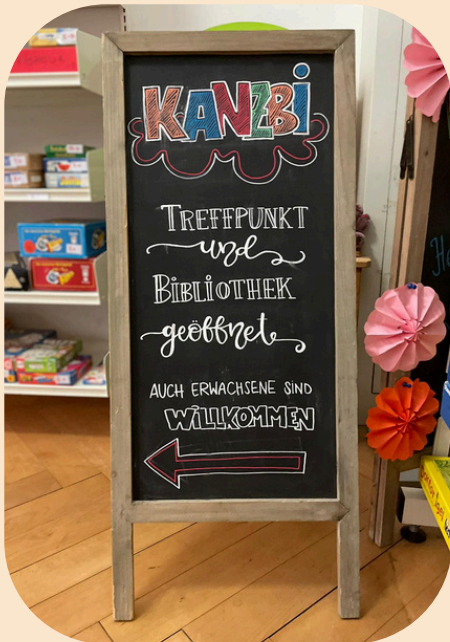 KANZBi
TREFFPUNKT
und
BiBLiOTHEK
geöffnet
AUCH ERWACHSENE SIND
WiLLKOMMEN